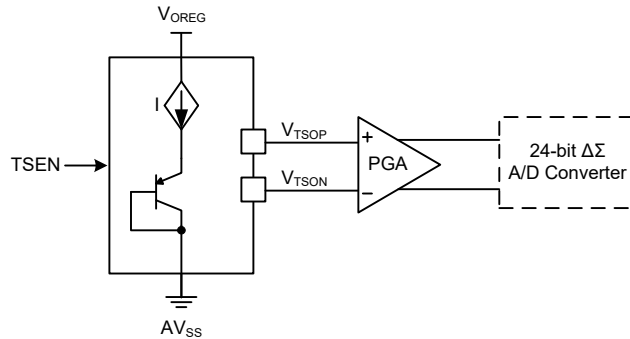 VOREG
I
TSEN
VTSOP
VTSON
+
PGA
−
24-bit ΔΣ
A/D Converter
AVSS